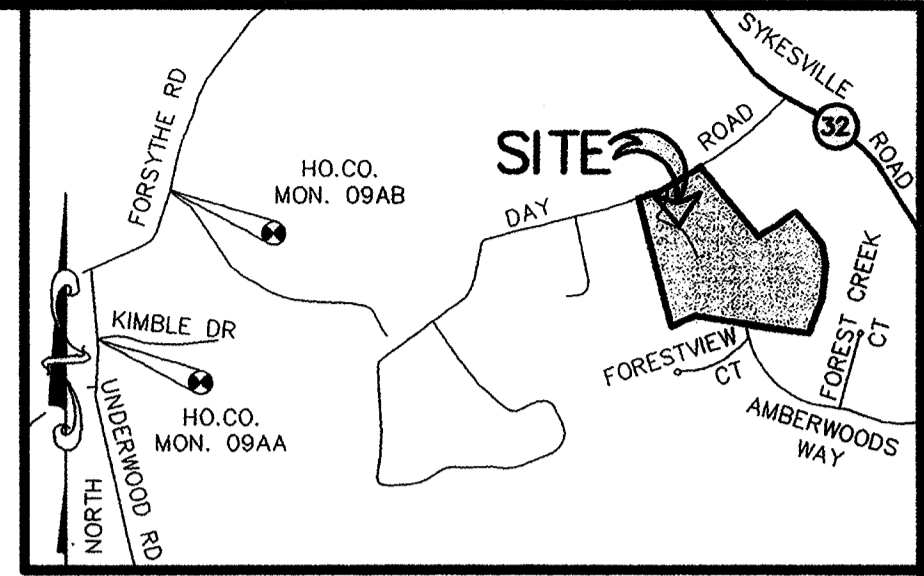 SYKESVILLE
ROAD
32
FORSYTHE RD
HO.CO.
MON. 09AB
SITE
DAY
ROAD
KIMBLE DR
HO.CO.
MON. 09AA
UNDERWOOD RD
NORTH
FORESTVIEW
CT
FOREST CREEK
CT
AMBERWOODS
WAY